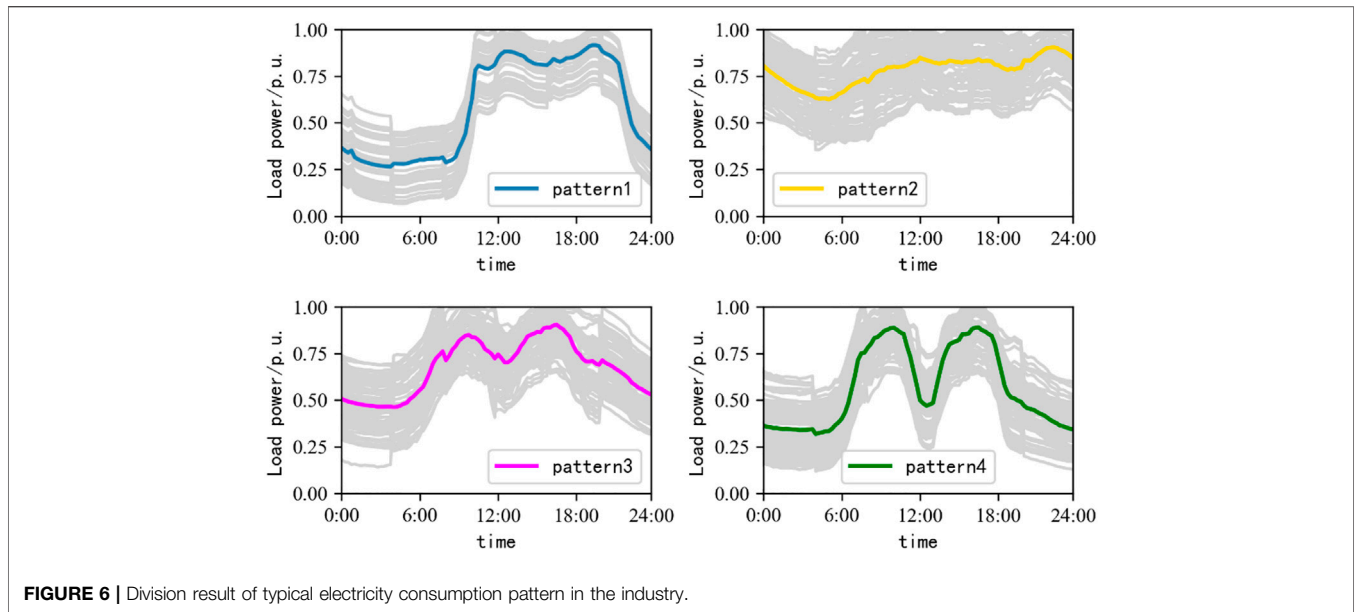 1.00
0.75
0.50
0.25
0.00
Load power/p.u.
pattern1
0:00 6:00 12:00 18:00 24:00
time
1.00
0.75
0.50
0.25
0.00
Load power/p.u.
pattern2
0:00 6:00 12:00 18:00 24:00
time
1.00
0.75
0.50
0.25
0.00
Load power/p.u.
pattern3
0:00 6:00 12:00 18:00 24:00
time
1.00
0.75
0.50
0.25
0.00
Load power/p.u.
pattern4
0:00 6:00 12:00 18:00 24:00
time
FIGURE 6 | Division result of typical electricity consumption pattern in the industry.